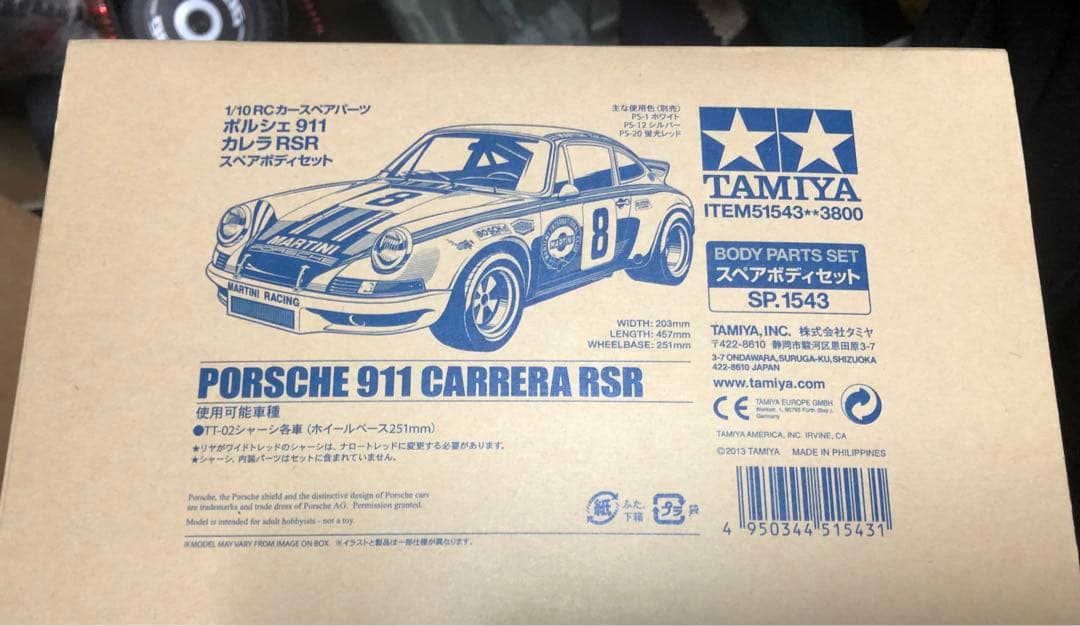 1/10 RCカースペアパーツ
ポルシェ 911
カレラ RSR
スペアボディセット
主な使用色(別売)
PS-1 ホワイト
PS-12 シルバー
PS-20 蛍光レッド
TAMIYA
ITEM51543**3800
BODY PARTS SET
スペアボディセット
SP.1543
8
MARTINI
PORSCHE
MARTINI RACING
BOSCH
MARTINI
8
WIDTH: 203mm
LENGTH: 457mm
WHEELBASE: 251mm
PORSCHE 911 CARRERA RSR
使用可能車種
●TT-02シャーシ各車 (ホイールベース251mm)
★リヤがワイドトレッドのシャーシは、ナロートレッドに変更する必要があります。
★シャーシ、内装パーツはセットに含まれていません。
TAMIYA, INC. 株式会社タミヤ
〒422-8610 静岡市駿河区恩田原3-7
3-7 ONDAWARA, SURUGA-KU, SHIZUOKA
422-8610 JAPAN
www.tamiya.com
CE
TAMIYA EUROPE GMBH
Werkstr. 1, 90765 Fürth (Bay.),
Germany
TAMIYA AMERICA, INC. IRVINE, CA
©2013 TAMIYA MADE IN PHILIPPINES
Porsche, the Porsche shield and the distinctive design of Porsche cars
are trademarks and trade dress of Porsche AG. Permission granted.
Model is intended for adult hobbyists - not a toy.
紙 ふた、
下箱
プラ 袋
4 950344 515431
※MODEL MAY VARY FROM IMAGE ON BOX. ※イラストと製品は一部仕様が異なります。